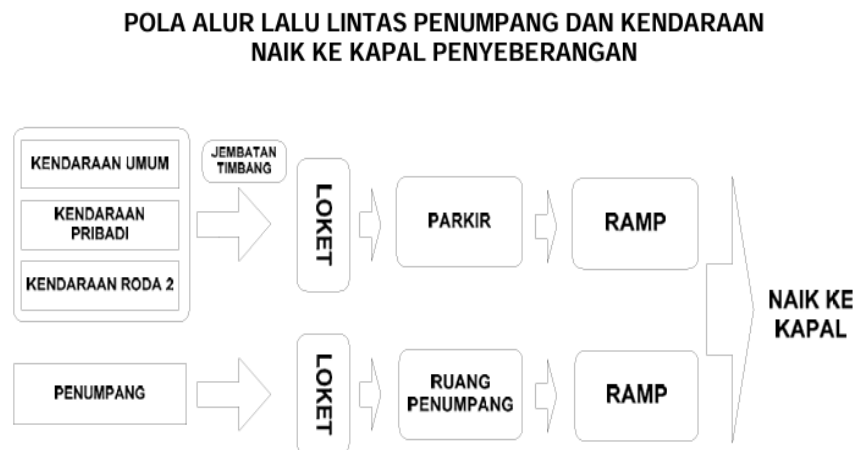 POLA ALUR LALU LINTAS PENUMPANG DAN KENDARAAN
NAIK KE KAPAL PENYEBERANGAN
KENDARAAN UMUM
KENDARAAN
PRIBADI
KENDARAAN RODA 2
JEMBATAN
TIMBANG
LOKET
PARKIR
RAMP
NAIK KE
KAPAL
PENUMPANG
LOKET
RUANG
PENUMPANG
RAMP